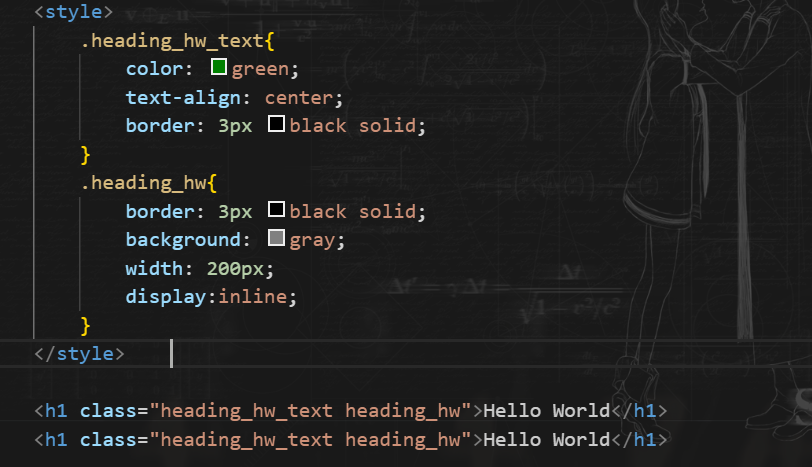 <style>
.heading_hw_text{
color: green;
text-align: center;
border: 3px black solid;
}
.heading_hw{
border: 3px black solid;
background: gray;
width: 200px;
display:inline;
}
</style>
<h1 class="heading_hw_text heading_hw">Hello World</h1>
<h1 class="heading_hw_text heading_hw">Hello World</h1>